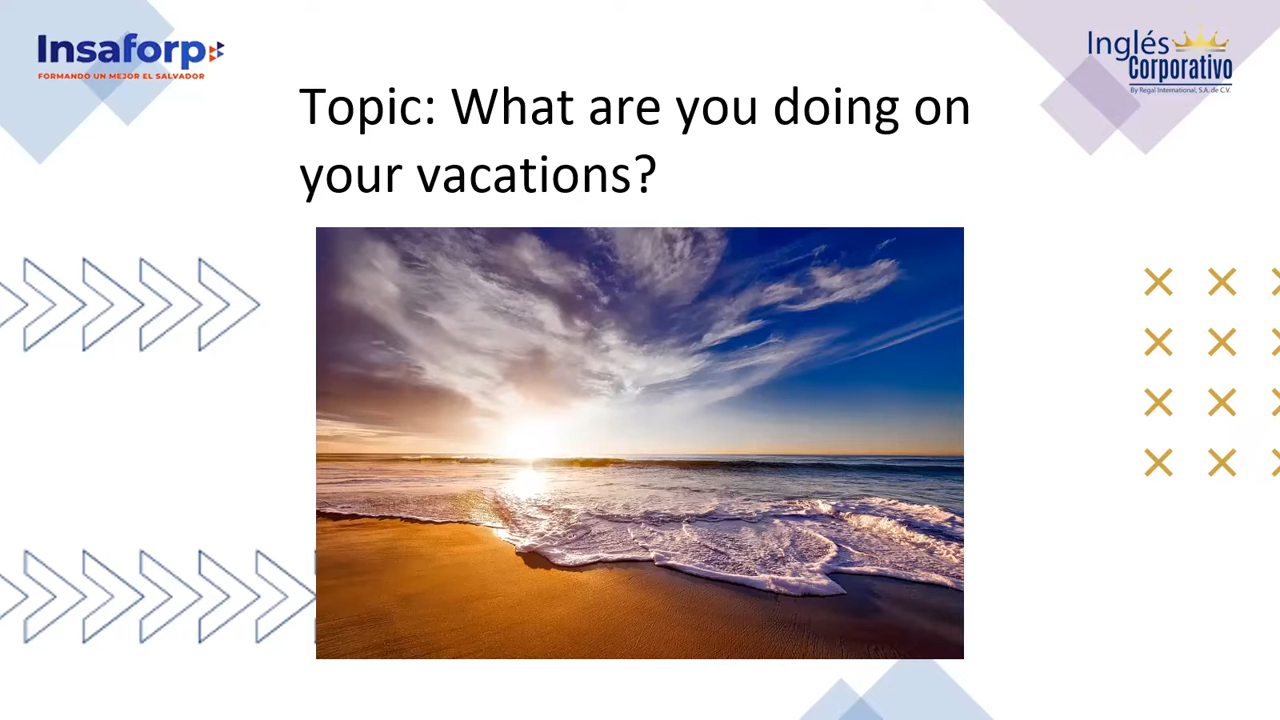 Insaforp
FORMANDO UN MEJOR EL SALVADOR
Inglés
Corporativo
By Regal International, S.A. de C.V.
Topic: What are you doing on
your vacations?